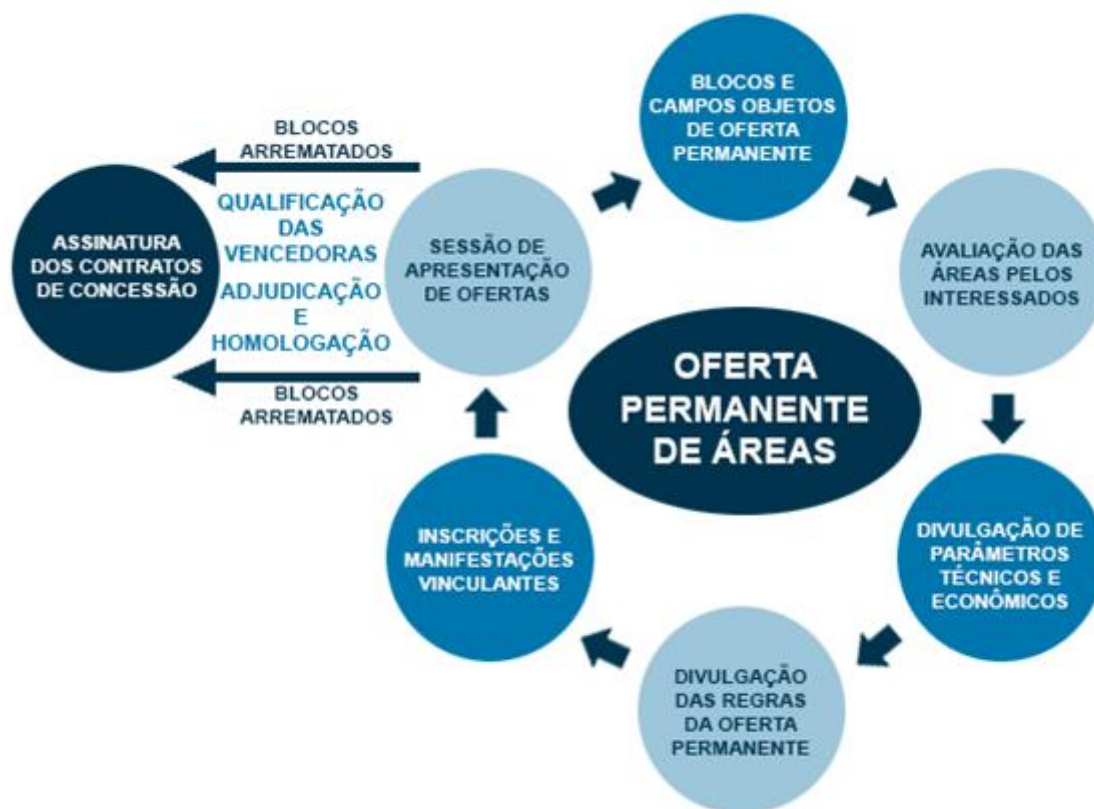 BLOCOS E
CAMPOS OBJETOS
DE OFERTA
PERMANENTE
BLOCOS
ARREMATADOS
QUALIFICAÇÃO
DAS
VENCEDORAS
ADJUDICAÇÃO
E
HOMOLOGAÇÃO
BLOCOS
ARREMATADOS
ASSINATURA
DOS CONTRATOS
DE CONCESSÃO
SESSÃO DE
APRESENTAÇÃO
DE OFERTAS
AVALIAÇÃO DAS
ÁREAS PELOS
INTERESSADOS
OFERTA
PERMANENTE
DE ÁREAS
INSCRIÇÕES E
MANIFESTAÇÕES
VINCULANTES
DIVULGAÇÃO DE
PARÂMETROS
TÉCNICOS E
ECONÔMICOS
DIVULGAÇÃO
DAS REGRAS
DA OFERTA
PERMANENTE